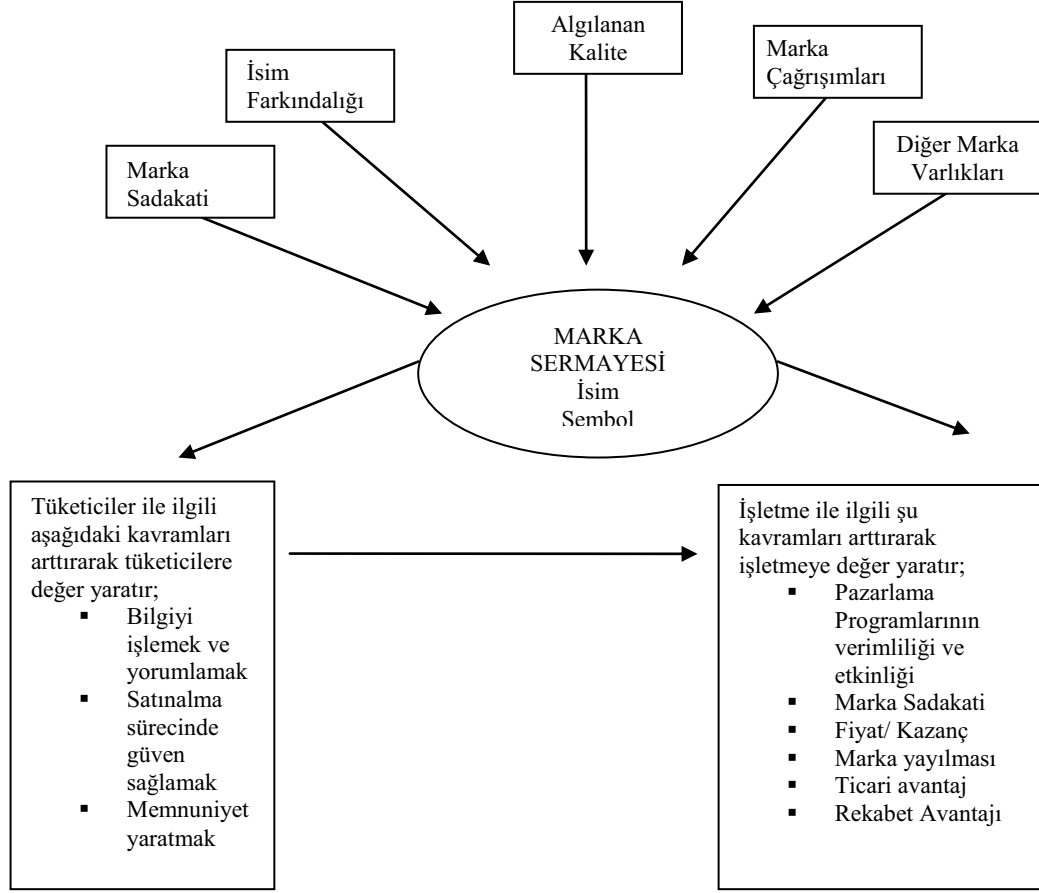 Algılanan
Kalite
İsim
Farkındalığı
Marka
Çağrışımları
Marka
Sadakati
Diğer Marka
Varlıkları
MARKA
SERMAYESİ
İsim
Sembol
Tüketiciler ile ilgili
aşağıdaki kavramları
arttırarak tüketicilere
değer yaratır;
▪ Bilgiyi
işlemek ve
yorumlamak
▪ Satınalma
sürecinde
güven
sağlamak
▪ Memnuniyet
yaratmak
İşletme ile ilgili şu
kavramları arttırarak
işletmeye değer yaratır;
▪ Pazarlama
Programlarının
verimliliği ve
etkinliği
▪ Marka Sadakati
▪ Fiyat/ Kazanç
▪ Marka yayılması
▪ Ticari avantaj
▪ Rekabet Avantajı